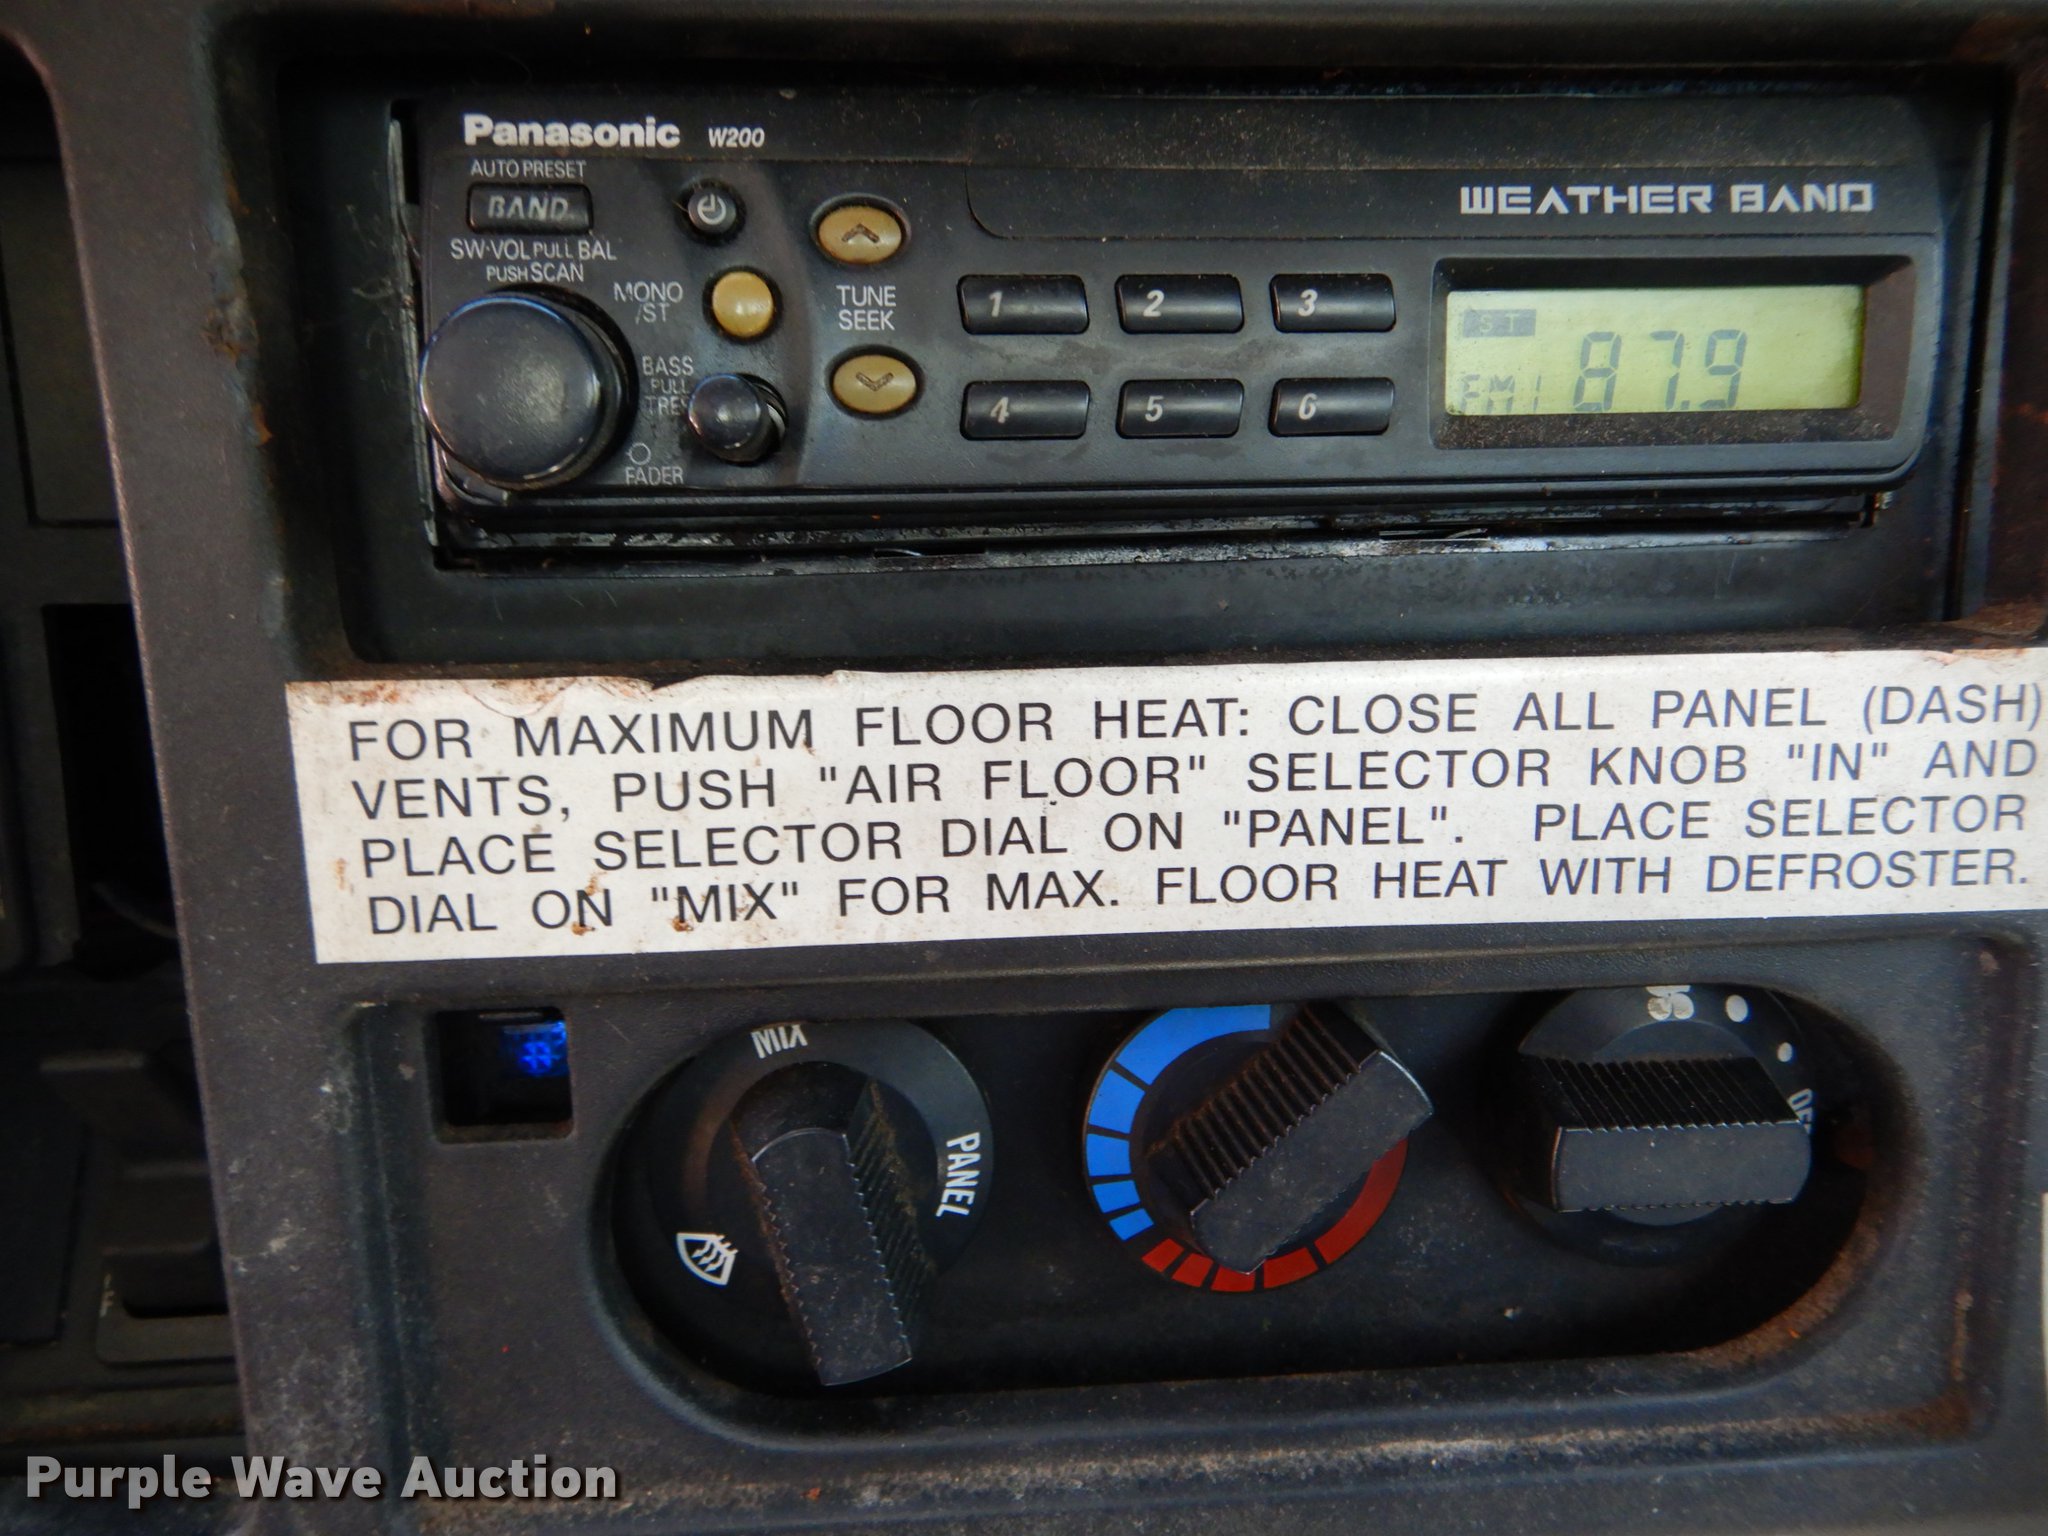 Panasonic W200
AUTO PRESET
BAND
SW·VOL PULL BAL
PUSH SCAN
MONO
/ST
BASS
PULL
FADER
TUNE
SEEK
WEATHER BAND
1 2 3
4 5 6
ST
FM1 87.9
FOR MAXIMUM FLOOR HEAT: CLOSE ALL PANEL (DASH)
VENTS, PUSH "AIR FLOOR" SELECTOR KNOB "IN" AND
PLACE SELECTOR DIAL ON "PANEL". PLACE SELECTOR
DIAL ON "MIX" FOR MAX. FLOOR HEAT WITH DEFROSTER.
MIX
PANEL
Purple Wave Auction